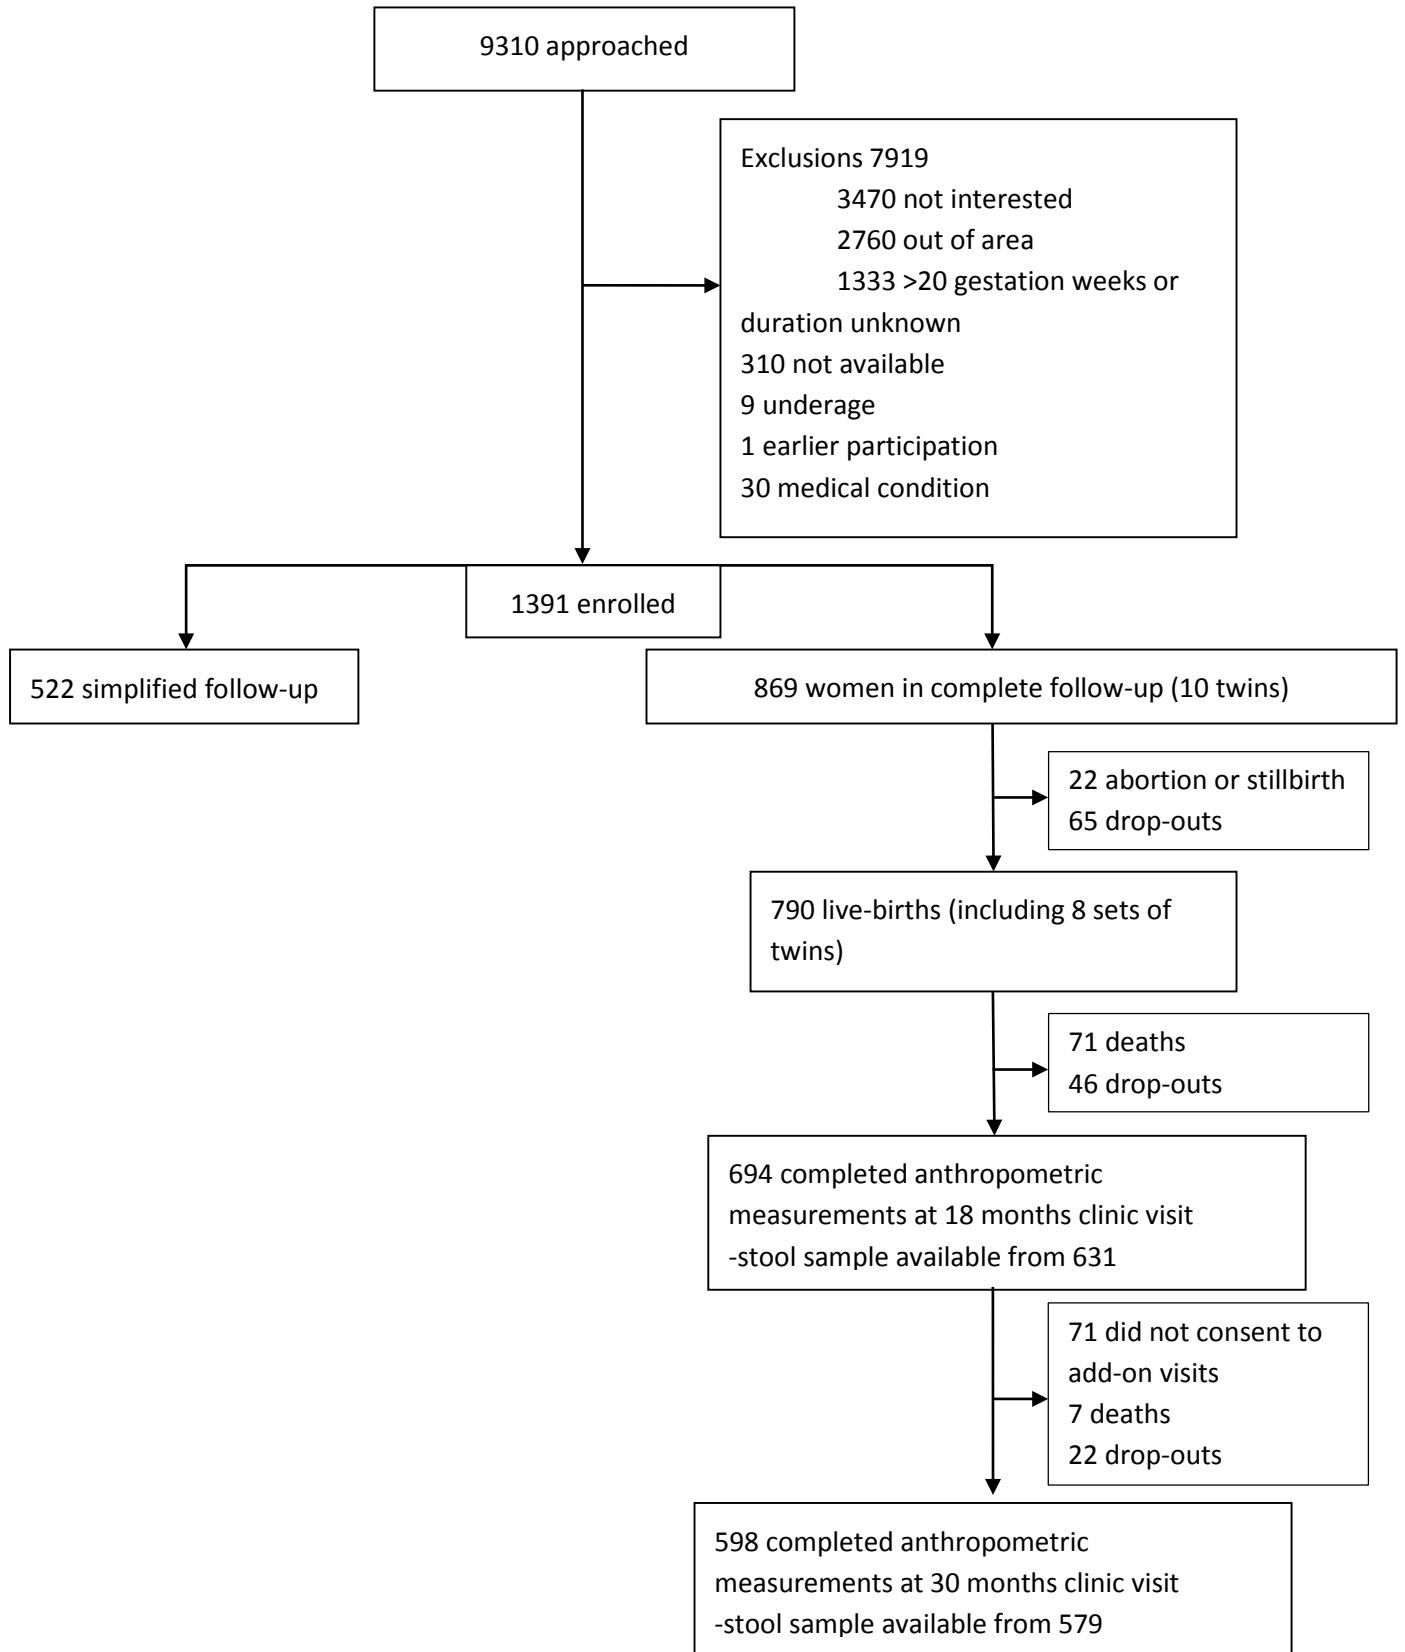 9310 approached
Exclusions 7919
3470 not interested
2760 out of area
1333 >20 gestation weeks or
duration unknown
310 not available
9 underage
1 earlier participation
30 medical condition
1391 enrolled
522 simplified follow-up
869 women in complete follow-up (10 twins)
22 abortion or stillbirth
65 drop-outs
790 live-births (including 8 sets of
twins)
71 deaths
46 drop-outs
694 completed anthropometric
measurements at 18 months clinic visit
-stool sample available from 631
71 did not consent to
add-on visits
7 deaths
22 drop-outs
598 completed anthropometric
measurements at 30 months clinic visit
-stool sample available from 579